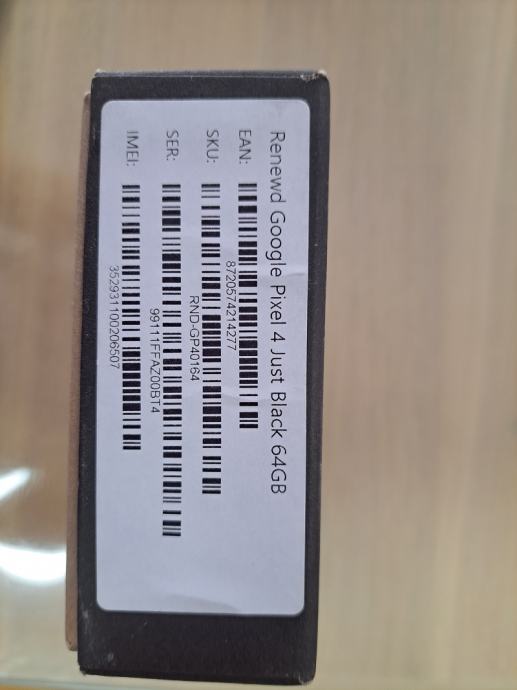 Renewd Google Pixel 4 Just Black 64GB
EAN:
8720574214277
SKU:
RND-GP40164
SER:
99111FFAZ00BT4
IMEI:
352931100206507